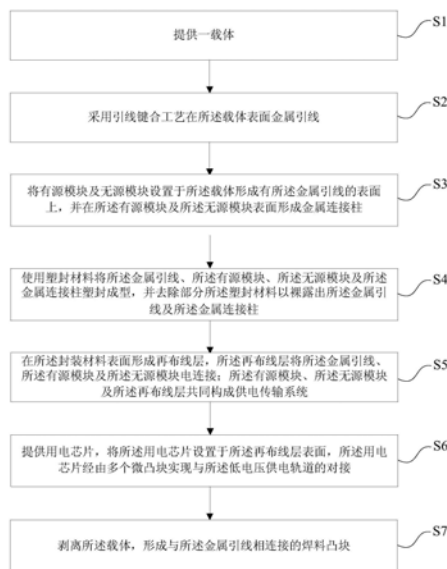 S1
提供一载体
S2
采用引线键合工艺在所述载体表面金属引线
S3
将有源模块及无源模块设置于所述载体形成有所述金属引线的表面
上，并在所述有源模块及所述无源模块表面形成金属连接柱
S4
使用塑封材料将所述金属引线、所述有源模块、所述无源模块及所述
金属连接柱塑封成型，并去除部分所述塑封材料以裸露出所述金属引
线及所述金属连接柱
S5
在所述封装材料表面形成再布线层，所述再布线层将所述金属引线、
所述有源模块及所述无源模块电连接；所述有源模块、所述无源模块
及所述再布线层共同构成供电传输系统
S6
提供用电芯片，将所述用电芯片设置于所述再布线层表面，所述用电
芯片经由多个微凸块实现与所述低电压供电轨道的对接
S7
剥离所述载体，形成与所述金属引线相连接的焊料凸块